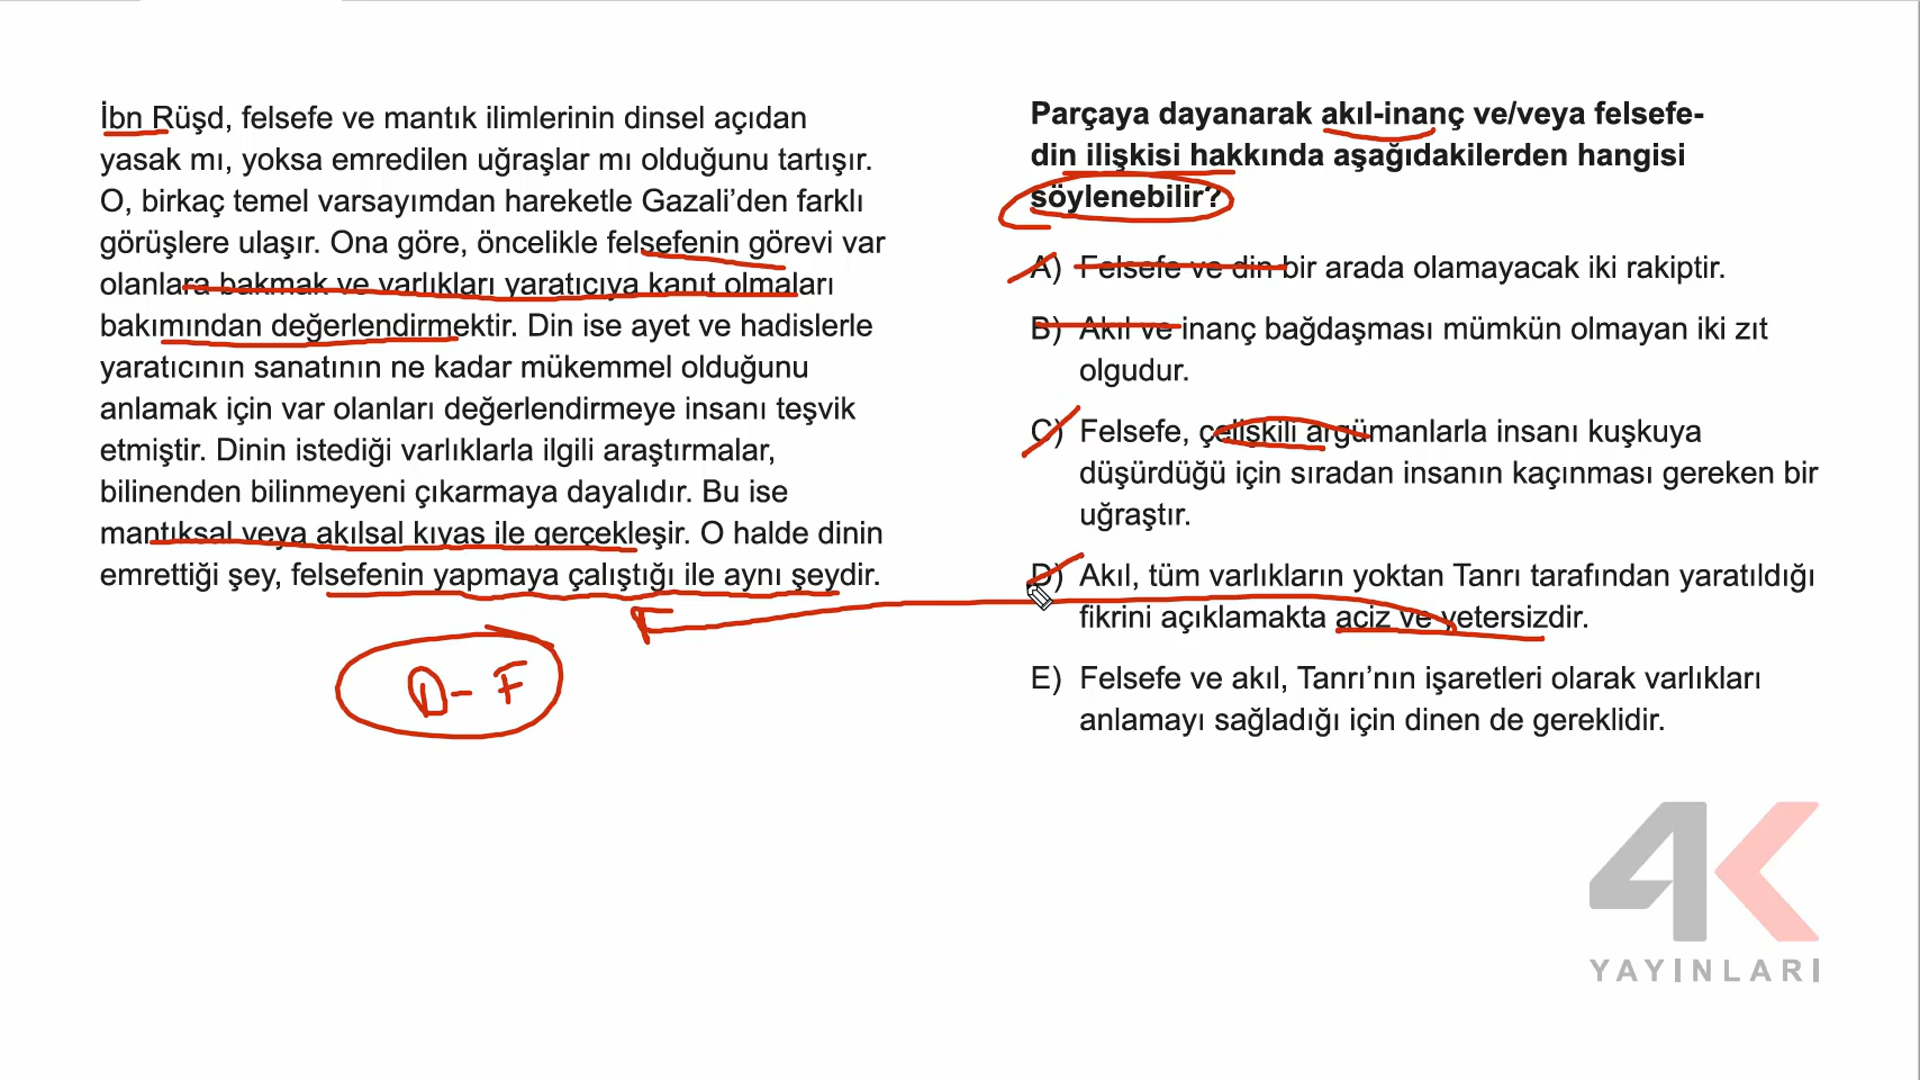 İbn Rüşd, felsefe ve mantık ilimlerinin dinsel açıdan
yasak mı, yoksa emredilen uğraşlar mı olduğunu tartışır.
O, birkaç temel varsayımdan hareketle Gazali’den farklı
görüşlere ulaşır. Ona göre, öncelikle felsefenin görevi var
olanlara bakmak ve varlıkları yaratıcıya kanıt olmaları
bakımından değerlendirmektir. Din ise ayet ve hadislerle
yaratıcının sanatının ne kadar mükemmel olduğunu
anlamak için var olanları değerlendirmeye insanı teşvik
etmiştir. Dinin istediği varlıklarla ilgili araştırmalar,
bilinenden bilinmeyeni çıkarmaya dayalıdır. Bu ise
mantıksal veya akılsal kıyas ile gerçekleşir. O halde dinin
emrettiği şey, felsefenin yapmaya çalıştığı ile aynı şeydir.
D - F
Parçaya dayanarak akıl-inanç ve/veya felsefe-
din ilişkisi hakkında aşağıdakilerden hangisi
söylenebilir?
A) Felsefe ve din bir arada olamayacak iki rakiptir.
B) Akıl ve inanç bağdaşması mümkün olmayan iki zıt
olgudur.
C) Felsefe, çelişkili argümanlarla insanı kuşkuya
düşürdüğü için sıradan insanın kaçınması gereken bir
uğraştır.
D) Akıl, tüm varlıkların yoktan Tanrı tarafından yaratıldığı
fikrini açıklamakta aciz ve yetersizdir.
E) Felsefe ve akıl, Tanrı’nın işaretleri olarak varlıkları
anlamayı sağladığı için dinen de gereklidir.
4K
YAYINLARI